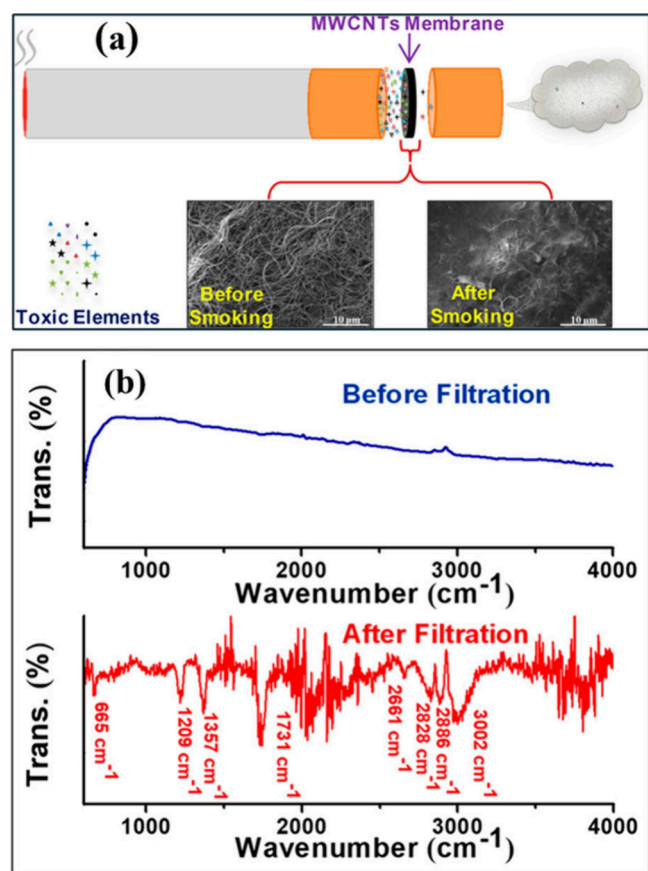 (a)
MWCNTs Membrane
Before
Smoking
10 µm
After
Smoking
10 µm
Toxic Elements
(b)
Before Filtration
Trans. (%)
1000
2000
3000
4000
Wavenumber (cm⁻¹)
After Filtration
Trans. (%)
665 cm⁻¹
1209 cm⁻¹
1357 cm⁻¹
1731 cm⁻¹
2661 cm⁻¹
2828 cm⁻¹
2886 cm⁻¹
3002 cm⁻¹
1000
2000
3000
4000
Wavenumber (cm⁻¹)